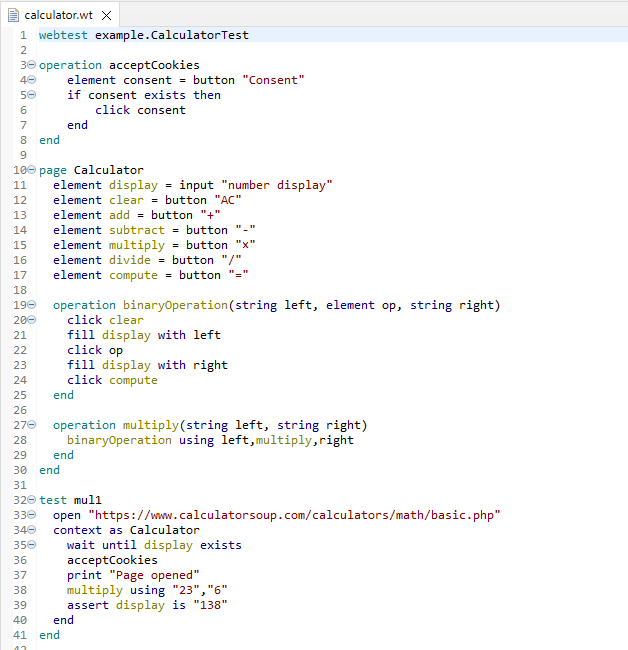 calculator.wt
1 webtest example.CalculatorTest
2
3 operation acceptCookies
4     element consent = button "Consent"
5     if consent exists then
6         click consent
7     end
8 end
9
10 page Calculator
11   element display = input "number display"
12   element clear = button "AC"
13   element add = button "+"
14   element subtract = button "-"
15   element multiply = button "x"
16   element divide = button "/"
17   element compute = button "="
18
19   operation binaryOperation(string left, element op, string right)
20     click clear
21     fill display with left
22     click op
23     fill display with right
24     click compute
25   end
26
27   operation multiply(string left, string right)
28     binaryOperation using left,multiply,right
29   end
30 end
31
32 test mul1
33   open "https://www.calculatorsoup.com/calculators/math/basic.php"
34   context as Calculator
35     wait until display exists
36     acceptCookies
37     print "Page opened"
38     multiply using "23","6"
39     assert display is "138"
40   end
41 end
42